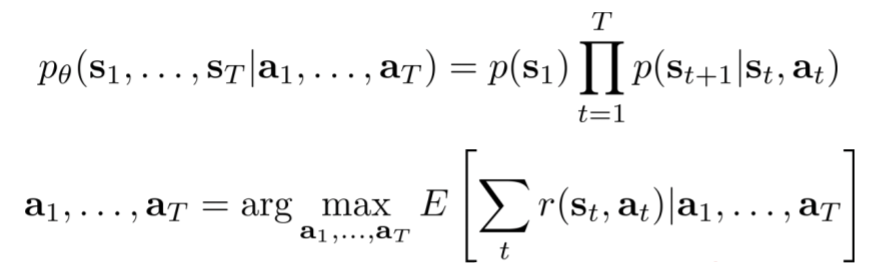 p_θ(𝐬_1, …, 𝐬_T|𝐚_1, …, 𝐚_T) = p(𝐬_1) ∏_{t=1}^{T} p(𝐬_{t+1}|𝐬_t, 𝐚_t)
𝐚_1, …, 𝐚_T = arg max_{𝐚_1,…,𝐚_T} E [∑_t r(𝐬_t, 𝐚_t)|𝐚_1, …, 𝐚_T]